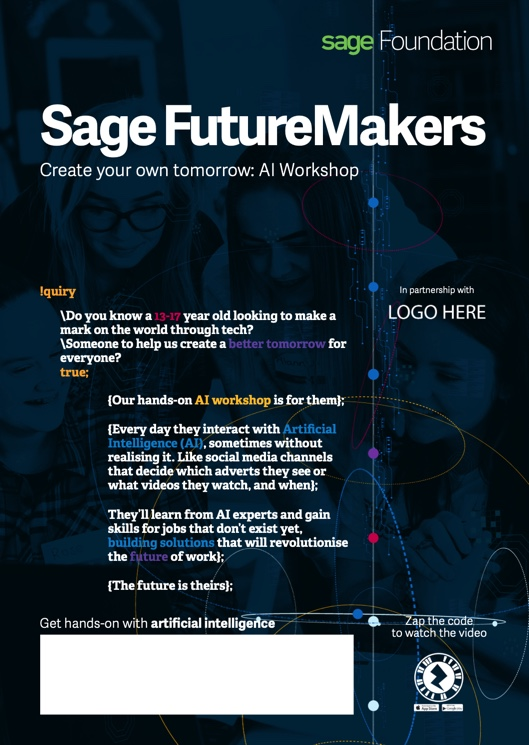 sage Foundation
Sage FutureMakers
Create your own tomorrow: AI Workshop
!quiry
\Do you know a 13-17 year old looking to make a
mark on the world through tech?
\Someone to help us create a better tomorrow for
everyone?
true;
In partnership with
LOGO HERE
{Our hands-on AI workshop is for them};
{Every day they interact with Artificial
Intelligence (AI), sometimes without
realising it. Like social media channels
that decide which adverts they see or
what videos they watch, and when};
They'll learn from AI experts and gain
skills for jobs that don't exist yet,
building solutions that will revolutionise
the future of work};
{The future is theirs};
Get hands-on with artificial intelligence
Zap the code
to watch the video
App Store
Google play